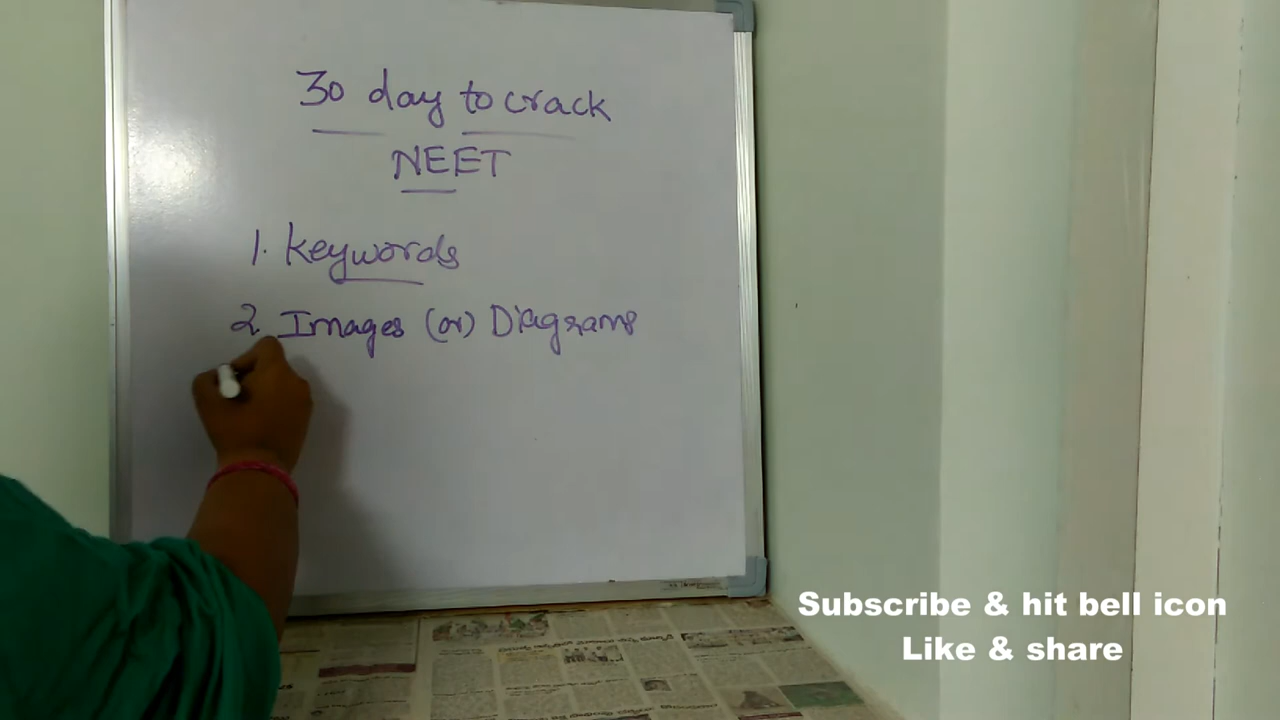 30 day to crack
NEET
1. Keywords
2 Images (or) Diagrams
Subscribe & hit bell icon
Like & share